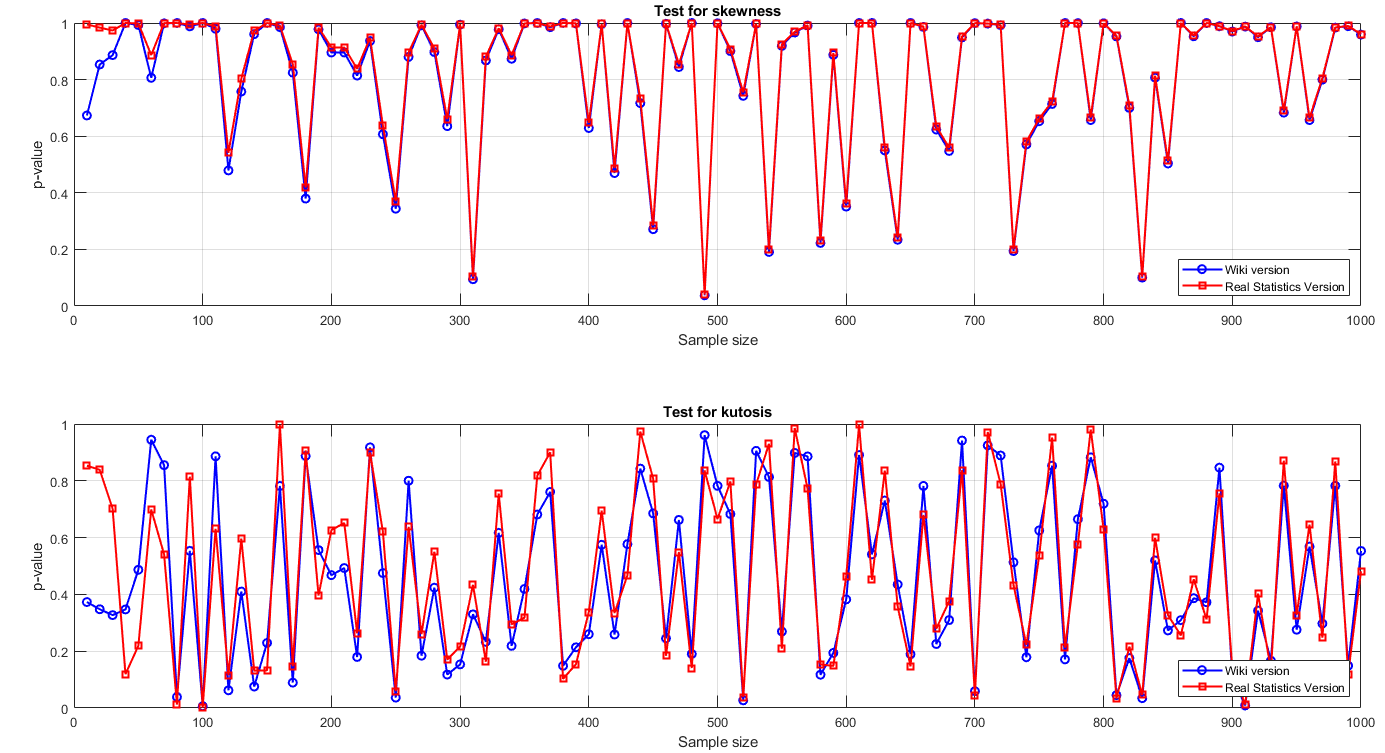 Test for skewness
1
0.8
0.6
0.4
0.2
0
p-value
0 100 200 300 400 500 600 700 800 900 1000
Sample size
Wiki version
Real Statistics Version
Test for kutosis
1
0.8
0.6
0.4
0.2
0
p-value
0 100 200 300 400 500 600 700 800 900 1000
Sample size
Wiki version
Real Statistics Version